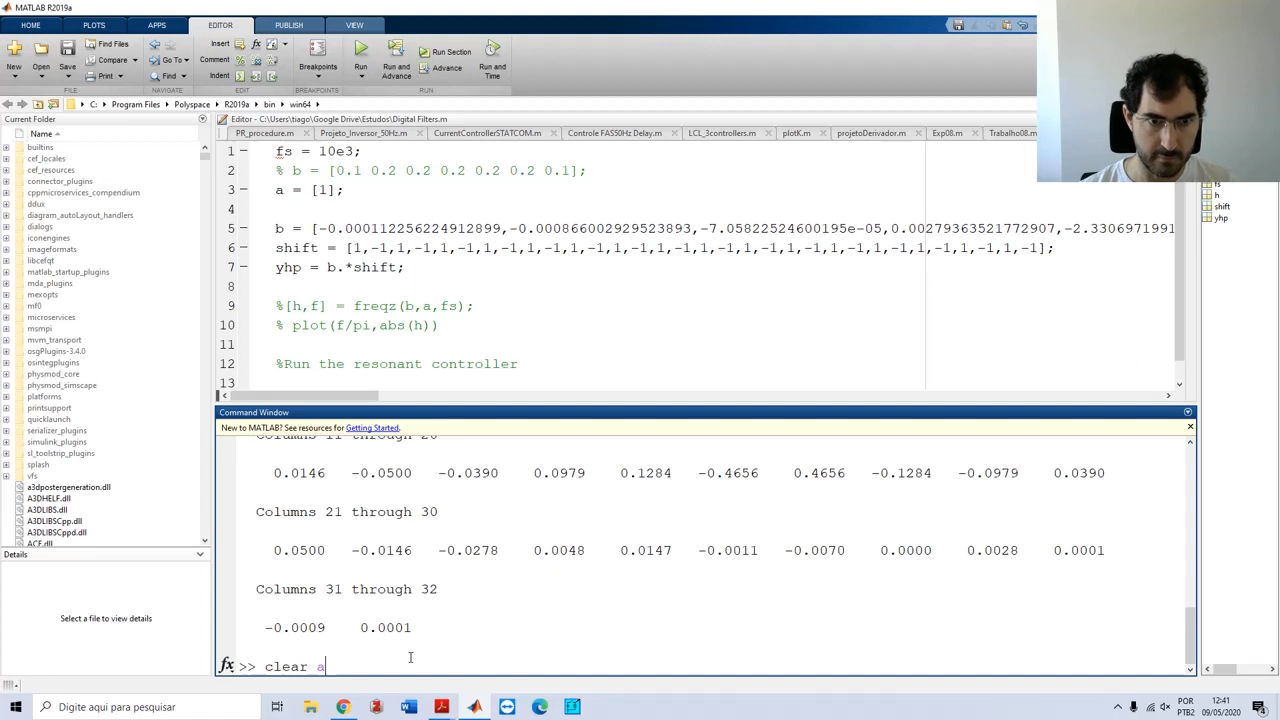 MATLAB R2019a
HOME PLOTS APPS EDITOR PUBLISH VIEW
New Open Save Find Files Compare Print Go To Find Insert Comment Indent Breakpoints Run Run and Advance Run Section Advance Run and Time
FILE NAVIGATE EDIT BREAKPOINTS RUN
C: Program Files Polyspace R2019a bin win64
Current Folder
Name
builtins
cef_locales
cef_resources
connector_plugins
cppmicroservices_compendium
ddux
diagram_autoLayout_handlers
dialogs
iconengines
imageformats
libcefgt
matlab_startup_plugins
mda_plugins
mexopts
mf0
microservices
msmpi
mvm_transport
osgPlugins-3.4.0
osintegplugins
physmod_core
physmod_simscape
platforms
printsupport
quicklaunch
serializer_plugins
simulink_plugins
sl_toolstrip_plugins
splash
vfs
a3dpostergeneration.dll
A3DHELF.dll
A3DLIBS.dll
A3DLIBSCpp.dll
A3DLIBSCppd.dll
ACE.dll
Details
Select a file to view details
Editor - C:\Users\tiago\Google Drive\Estudos\Digital Filters.m
PR_procedure.m Projeto_Inversor_50Hz.m CurrentControllerSTATCOM.m Controle FAS50Hz Delay.m LCL_3controllers.m plotK.m projetoDerivador.m Exp08.m Trabalho08.m
1 fs = 10e3;
2 % b = [0.1 0.2 0.2 0.2 0.2 0.2 0.1];
3 a = [1];
4
5 b = [-0.000112256224912899,-0.000866002929523893,-7.05822524600195e-05,0.00279363521772907,-2.3306971991
6 shift = [1,-1,1,-1,1,-1,1,-1,1,-1,1,-1,1,-1,1,-1,1,-1,1,-1,1,-1,1,-1,1,-1,1,-1,1,-1,1,-1];
7 yhp = b.*shift;
8
9 %[h,f] = freqz(b,a,fs);
10 % plot(f/pi,abs(h))
11
12 %Run the resonant controller
13
Command Window
New to MATLAB? See resources for Getting Started.
Columns 11 through 20
0.0146 -0.0500 -0.0390 0.0979 0.1284 -0.4656 0.4656 -0.1284 -0.0979 0.0390
Columns 21 through 30
0.0500 -0.0146 -0.0278 0.0048 0.0147 -0.0011 -0.0070 0.0000 0.0028 0.0001
Columns 31 through 32
-0.0009 0.0001
fx >> clear a
fs
h
shift
yhp
Digite aqui para pesquisar
POR
PTB2
12:41
09/05/2020